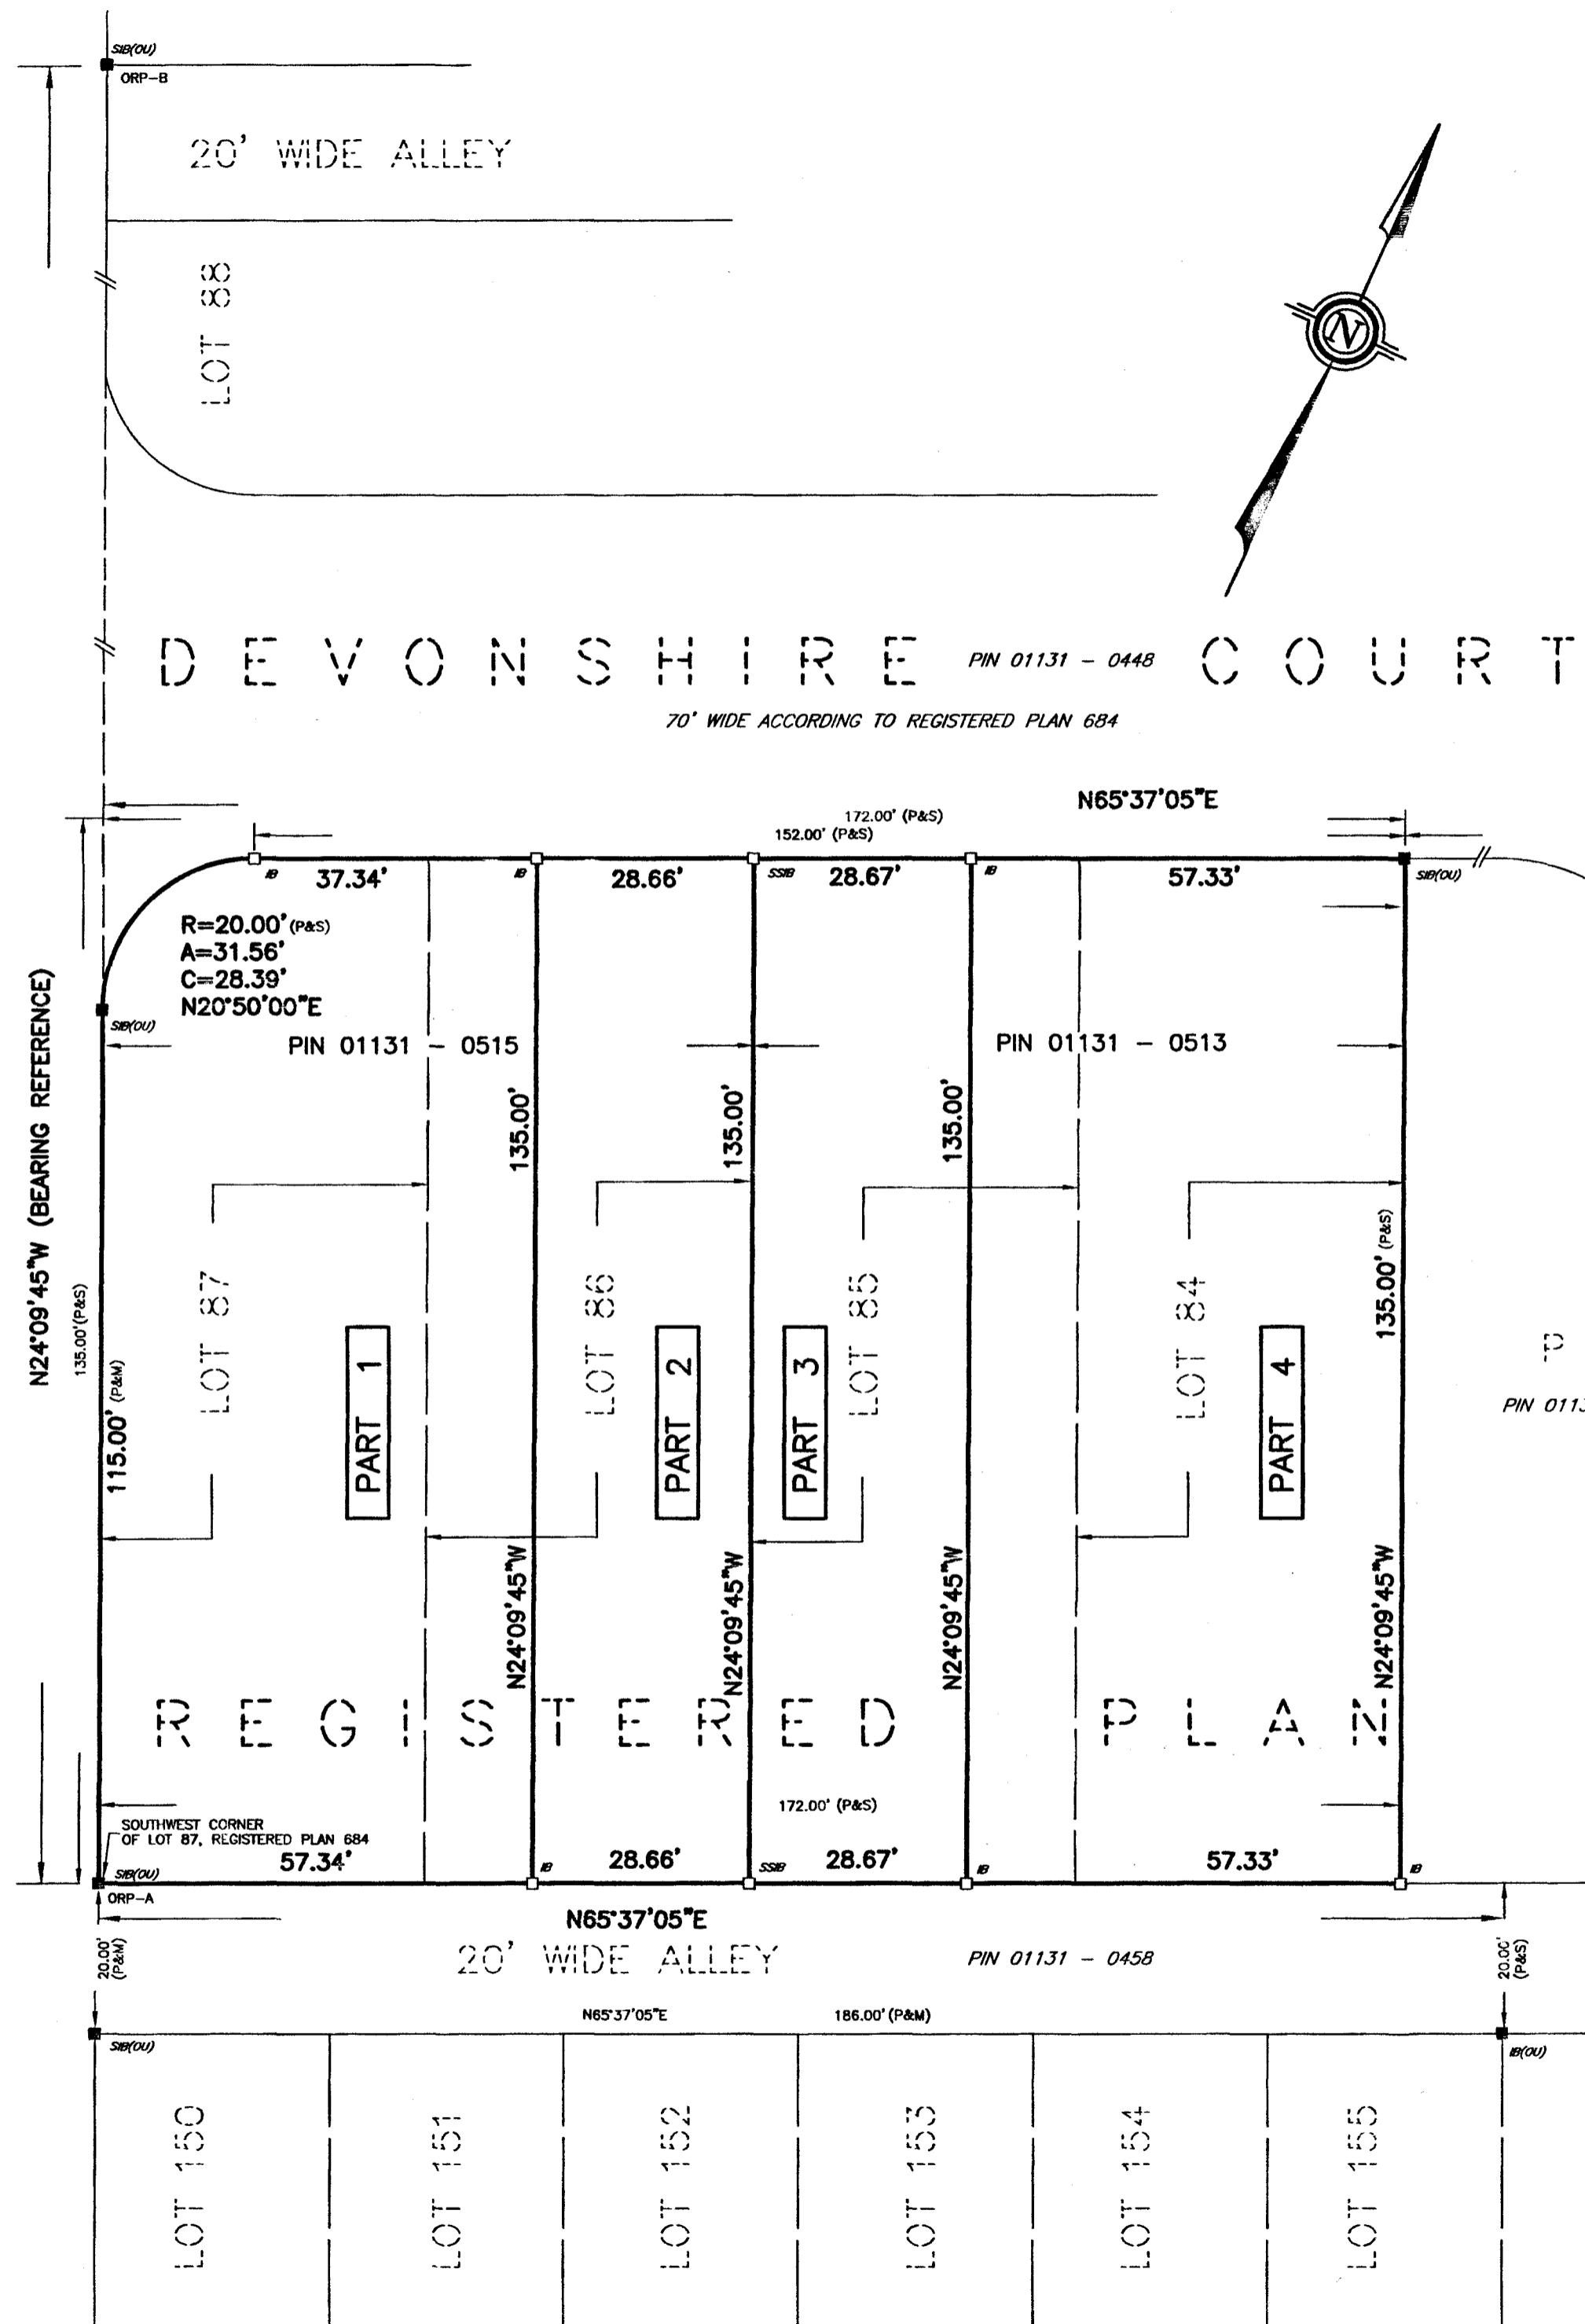 SIB(OU)
ORP-B
20' WIDE ALLEY
LOT 88
N
DEVONSHIRE COURT
PIN 01131 - 0448
70' WIDE ACCORDING TO REGISTERED PLAN 684
N65°37'05"E
172.00' (P&S)
152.00' (P&S)
IB
37.34'
IB
28.66'
SSIB
28.67'
IB
57.33'
SIB(OU)
R=20.00' (P&S)
A=31.56'
C=28.39'
N20°50'00"E
SIB(OU)
PIN 01131 - 0515
PIN 01131 - 0513
N24°09'45"W (BEARING REFERENCE)
135.00' (P&S)
115.00' (P&M)
135.00'
135.00'
135.00'
135.00' (P&S)
LOT 87
LOT 86
LOT 85
LOT 84
PART 1
PART 2
PART 3
PART 4
PIN 0113
N24°09'45"W
N24°09'45"W
N24°09'45"W
N24°09'45"W
REGISTERED PLAN
172.00' (P&S)
SOUTHWEST CORNER
OF LOT 87, REGISTERED PLAN 684
57.34'
28.66'
28.67'
57.33'
SIB(OU)
IB
SSIB
IB
IB
ORP-A
N65°37'05"E
20.00'
(P&M)
20' WIDE ALLEY
PIN 01131 - 0458
20.00'
(P&S)
N65°37'05"E
186.00' (P&M)
SIB(OU)
IB(OU)
LOT 150
LOT 151
LOT 152
LOT 153
LOT 154
LOT 155